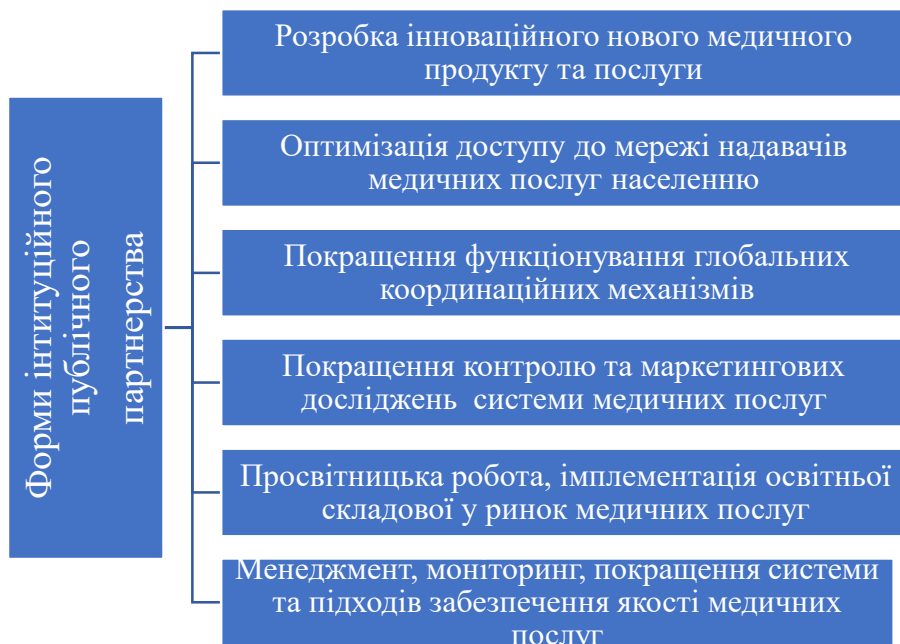 Форми інтитуційного
публічного
партнерства
Розробка інноваційного нового медичного
продукту та послуги
Оптимізація доступу до мережі надавачів
медичних послуг населенню
Покращення функціонування глобальних
координаційних механізмів
Покращення контролю та маркетингових
досліджень системи медичних послуг
Просвітницька робота, імплементація освітньої
складової у ринок медичних послуг
Менеджмент, моніторинг, покращення системи
та підходів забезпечення якості медичних
послуг